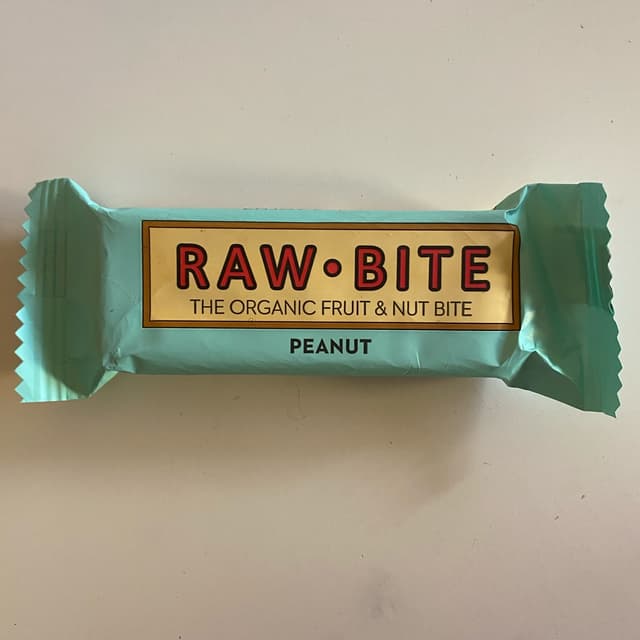 RAW•BITE
THE ORGANIC FRUIT & NUT BITE
PEANUT